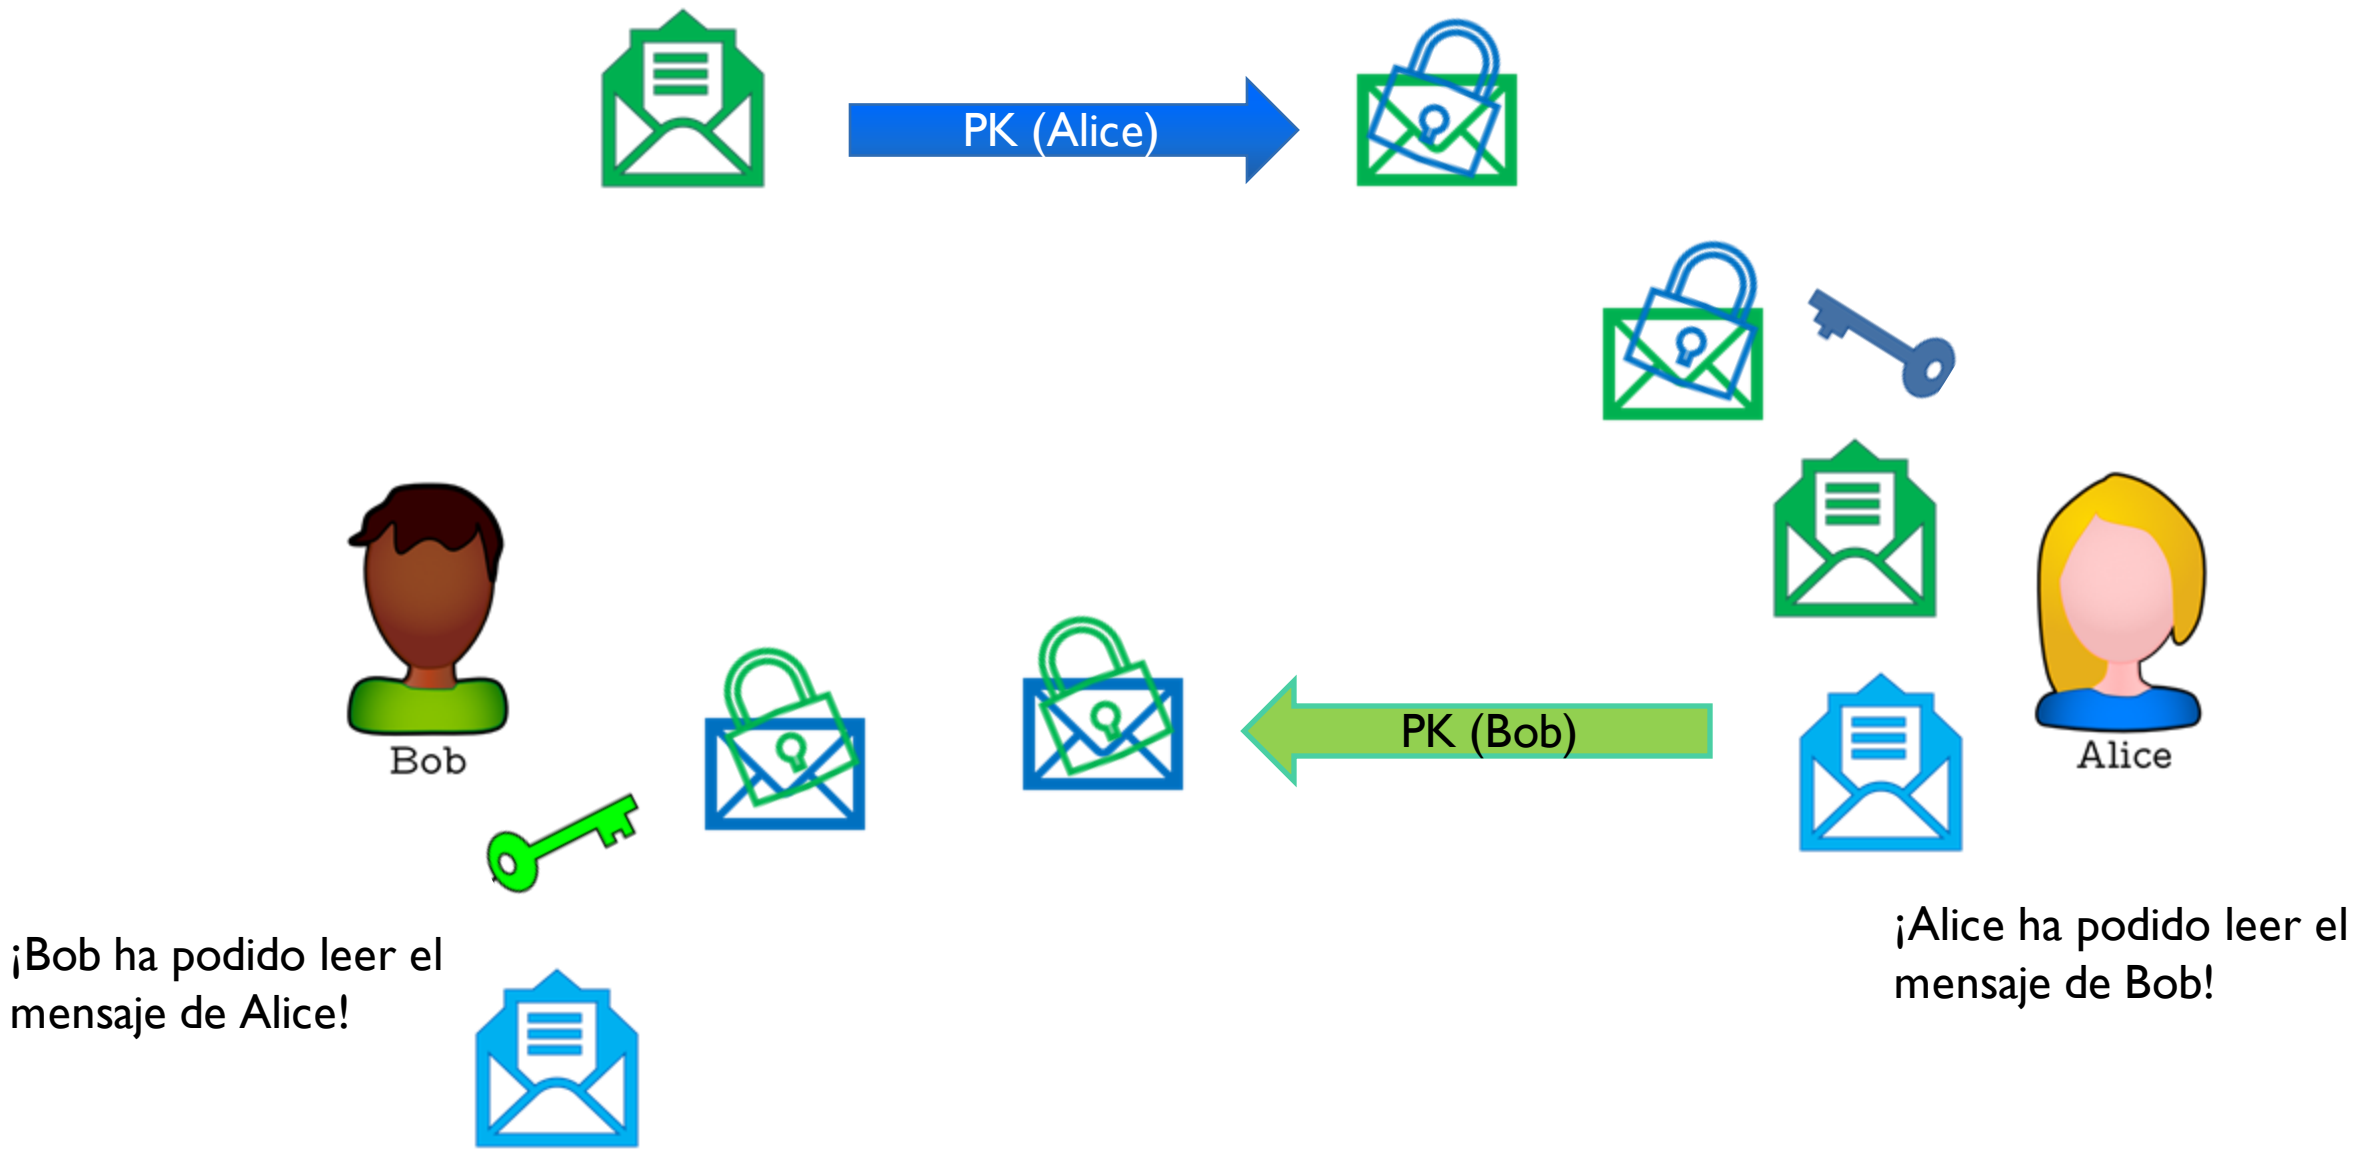 PK (Alice)
PK (Bob)
Bob
Alice
¡Bob ha podido leer el
mensaje de Alice!
¡Alice ha podido leer el
mensaje de Bob!